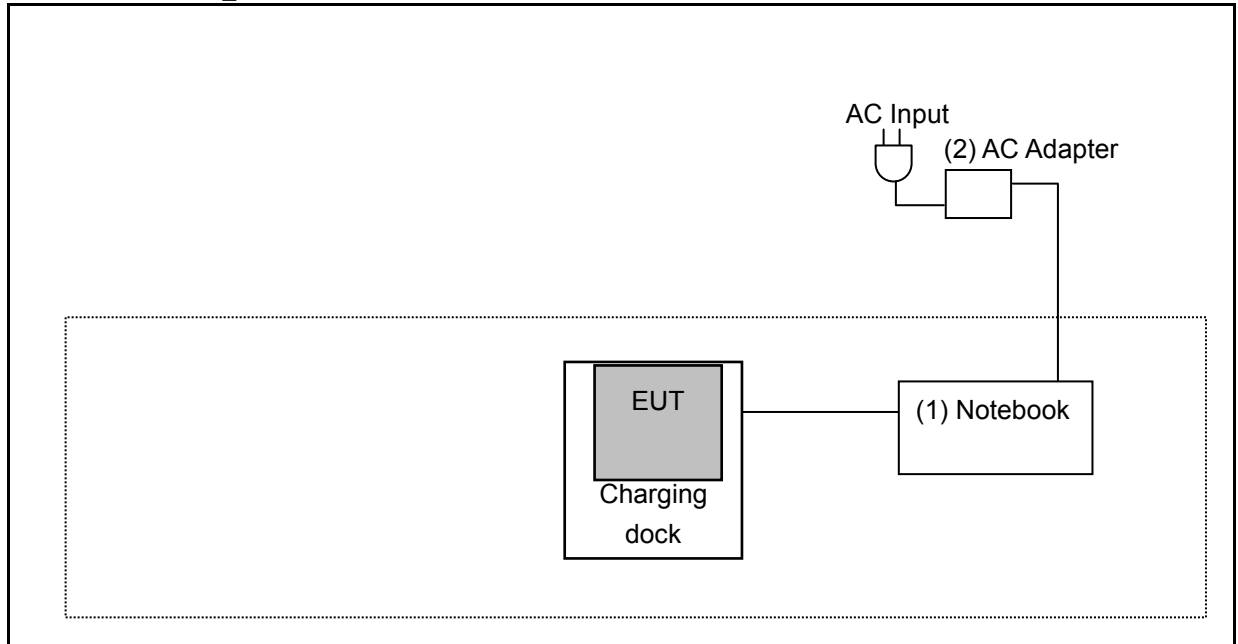 AC Input
(2) AC Adapter
EUT
(1) Notebook
Charging
dock